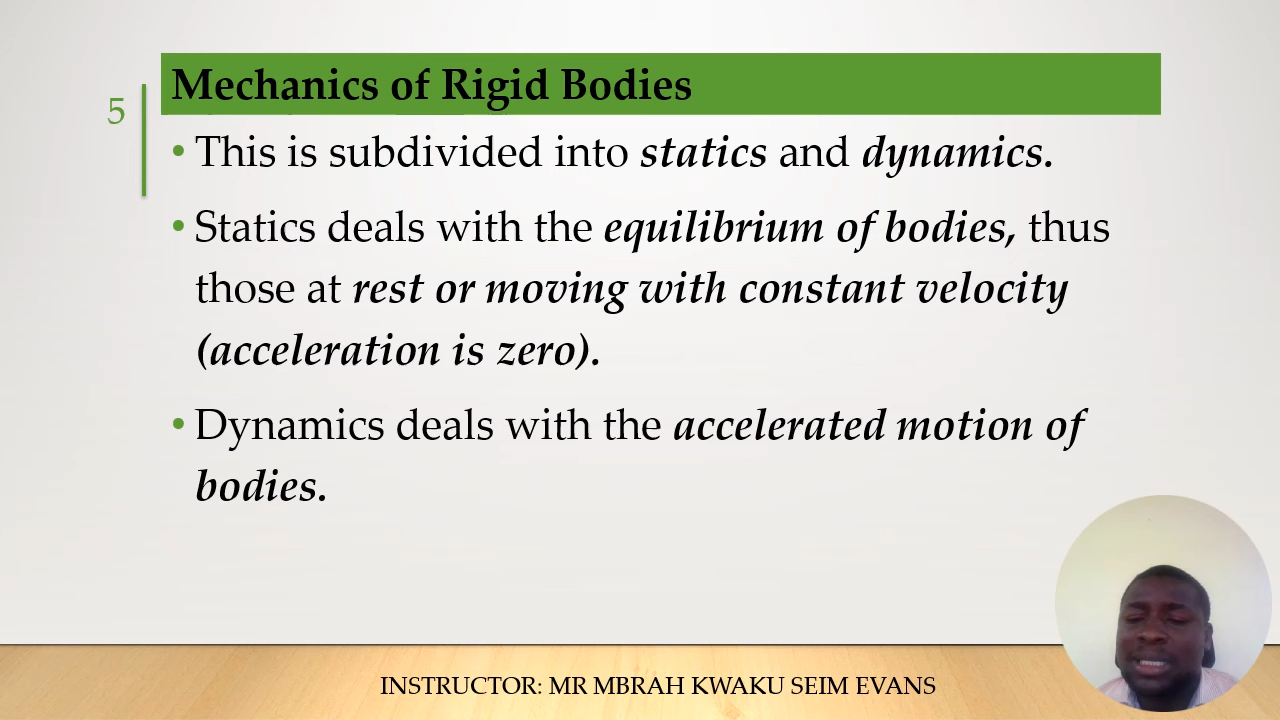 5
Mechanics of Rigid Bodies
• This is subdivided into statics and dynamics.
• Statics deals with the equilibrium of bodies, thus
those at rest or moving with constant velocity
(acceleration is zero).
• Dynamics deals with the accelerated motion of
bodies.
INSTRUCTOR: MR MBRAH KWAKU SEIM EVANS